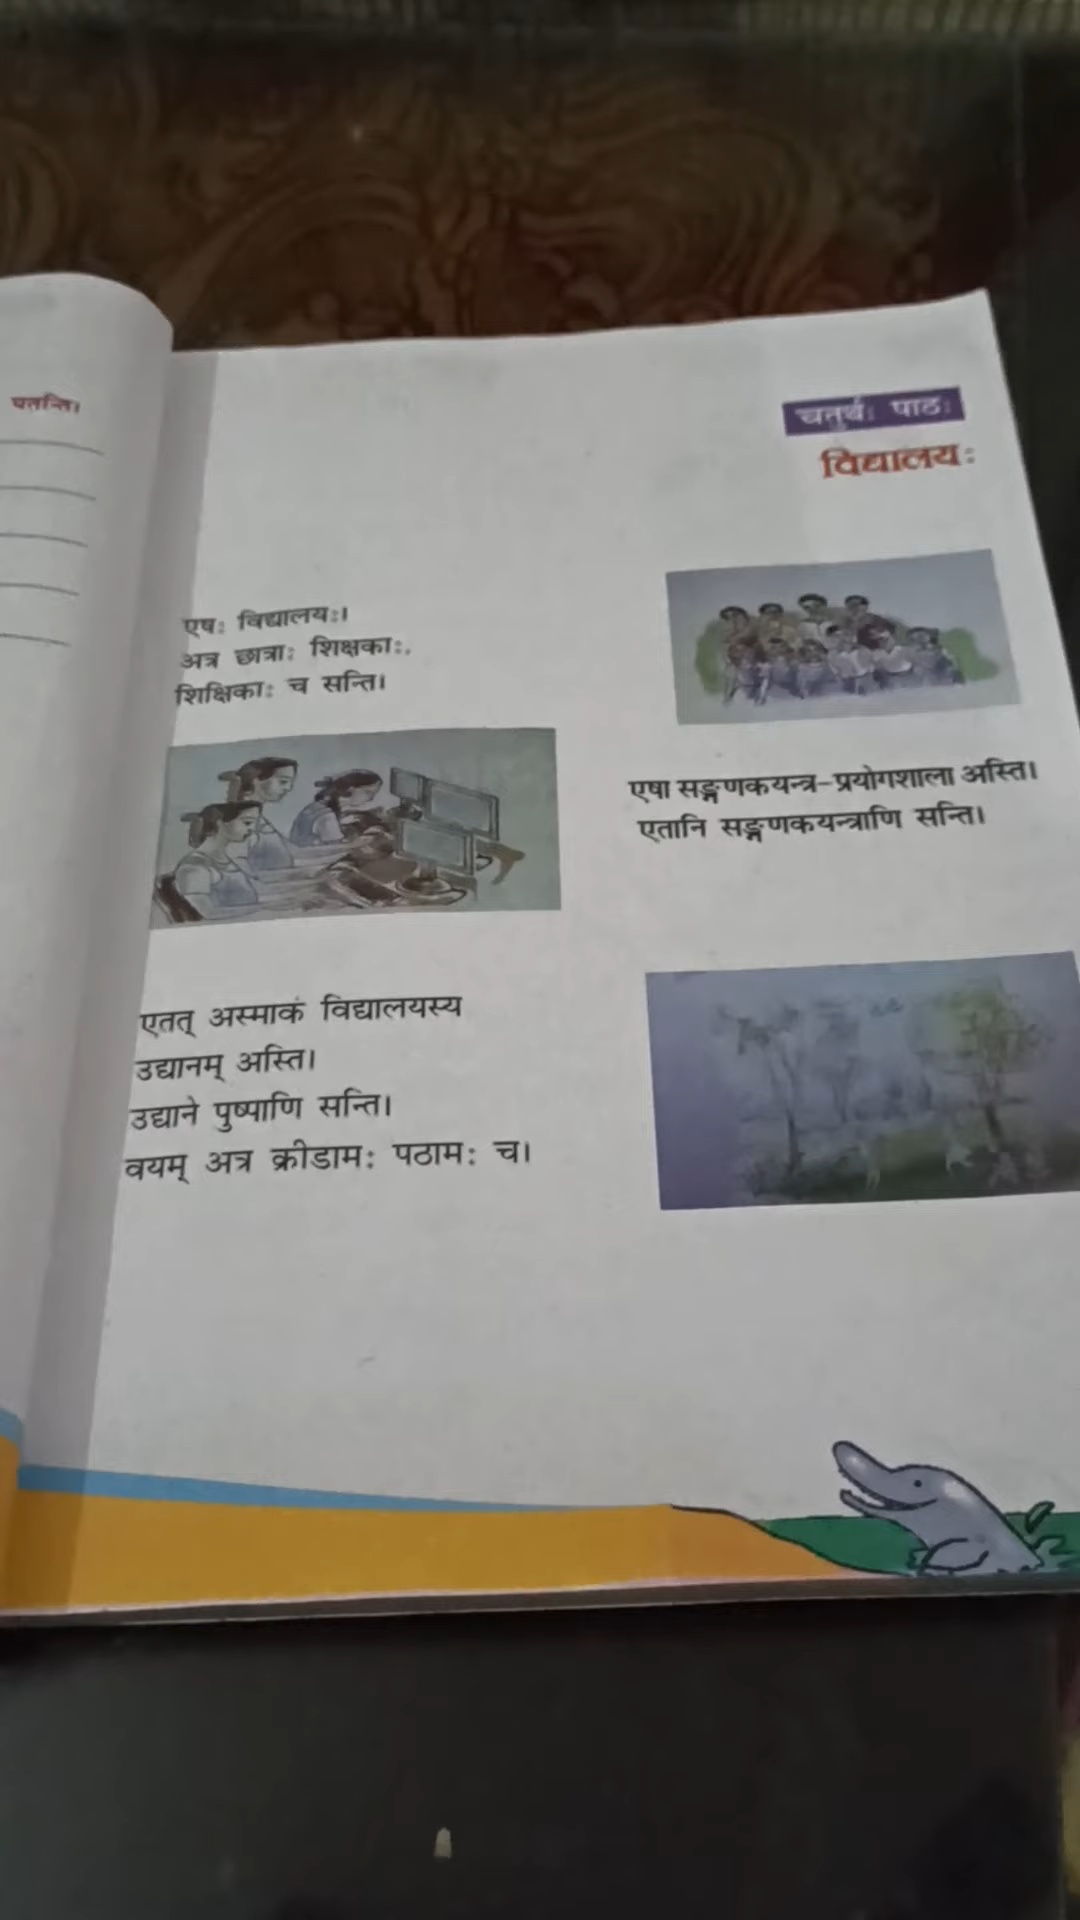 पतन्ति।
चतुर्थः पाठः
विद्यालयः
एषः विद्यालयः।
अत्र छात्राः शिक्षकाः,
शिक्षिकाः च सन्ति।
एषा सङ्गणकयन्त्र-प्रयोगशाला अस्ति।
एतानि सङ्गणकयन्त्राणि सन्ति।
एतत् अस्माकं विद्यालयस्य
उद्यानम् अस्ति।
उद्याने पुष्पाणि सन्ति।
वयम् अत्र क्रीडामः पठामः च।